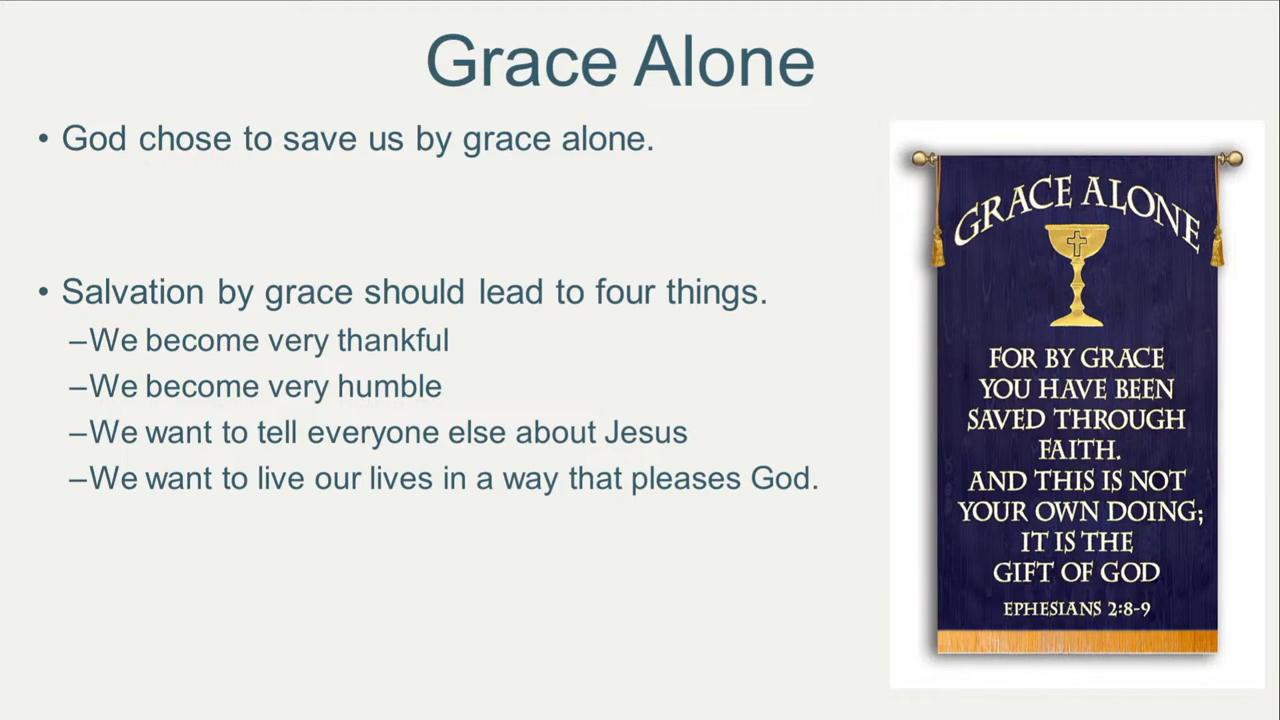 Grace Alone
• God chose to save us by grace alone.
• Salvation by grace should lead to four things.
–We become very thankful
–We become very humble
–We want to tell everyone else about Jesus
–We want to live our lives in a way that pleases God.
GRACE ALONE
FOR BY GRACE
YOU HAVE BEEN
SAVED THROUGH
FAITH.
AND THIS IS NOT
YOUR OWN DOING;
IT IS THE
GIFT OF GOD
EPHESIANS 2:8-9